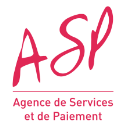 ASP
Agence de Services
et de Paiement